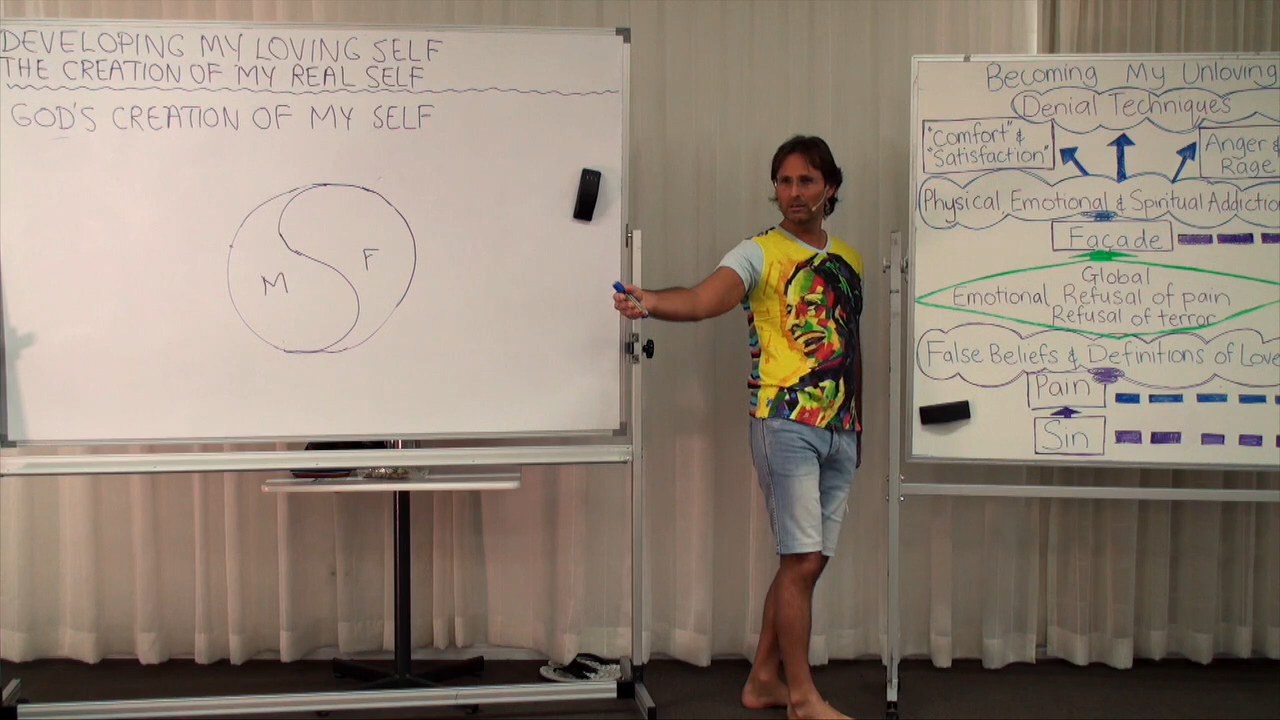 DEVELOPING MY LOVING SELF
THE CREATION OF MY REAL SELF
GOD'S CREATION OF MY SELF
M
F
Becoming My Unloving
Denial Techniques
"Comfort" &
"Satisfaction"
Anger &
Rage
Physical, Emotional & Spiritual Addictio
Façade
Global
Emotional Refusal of pain
Refusal of terror
False Beliefs & Definitions of Love
Pain
Sin